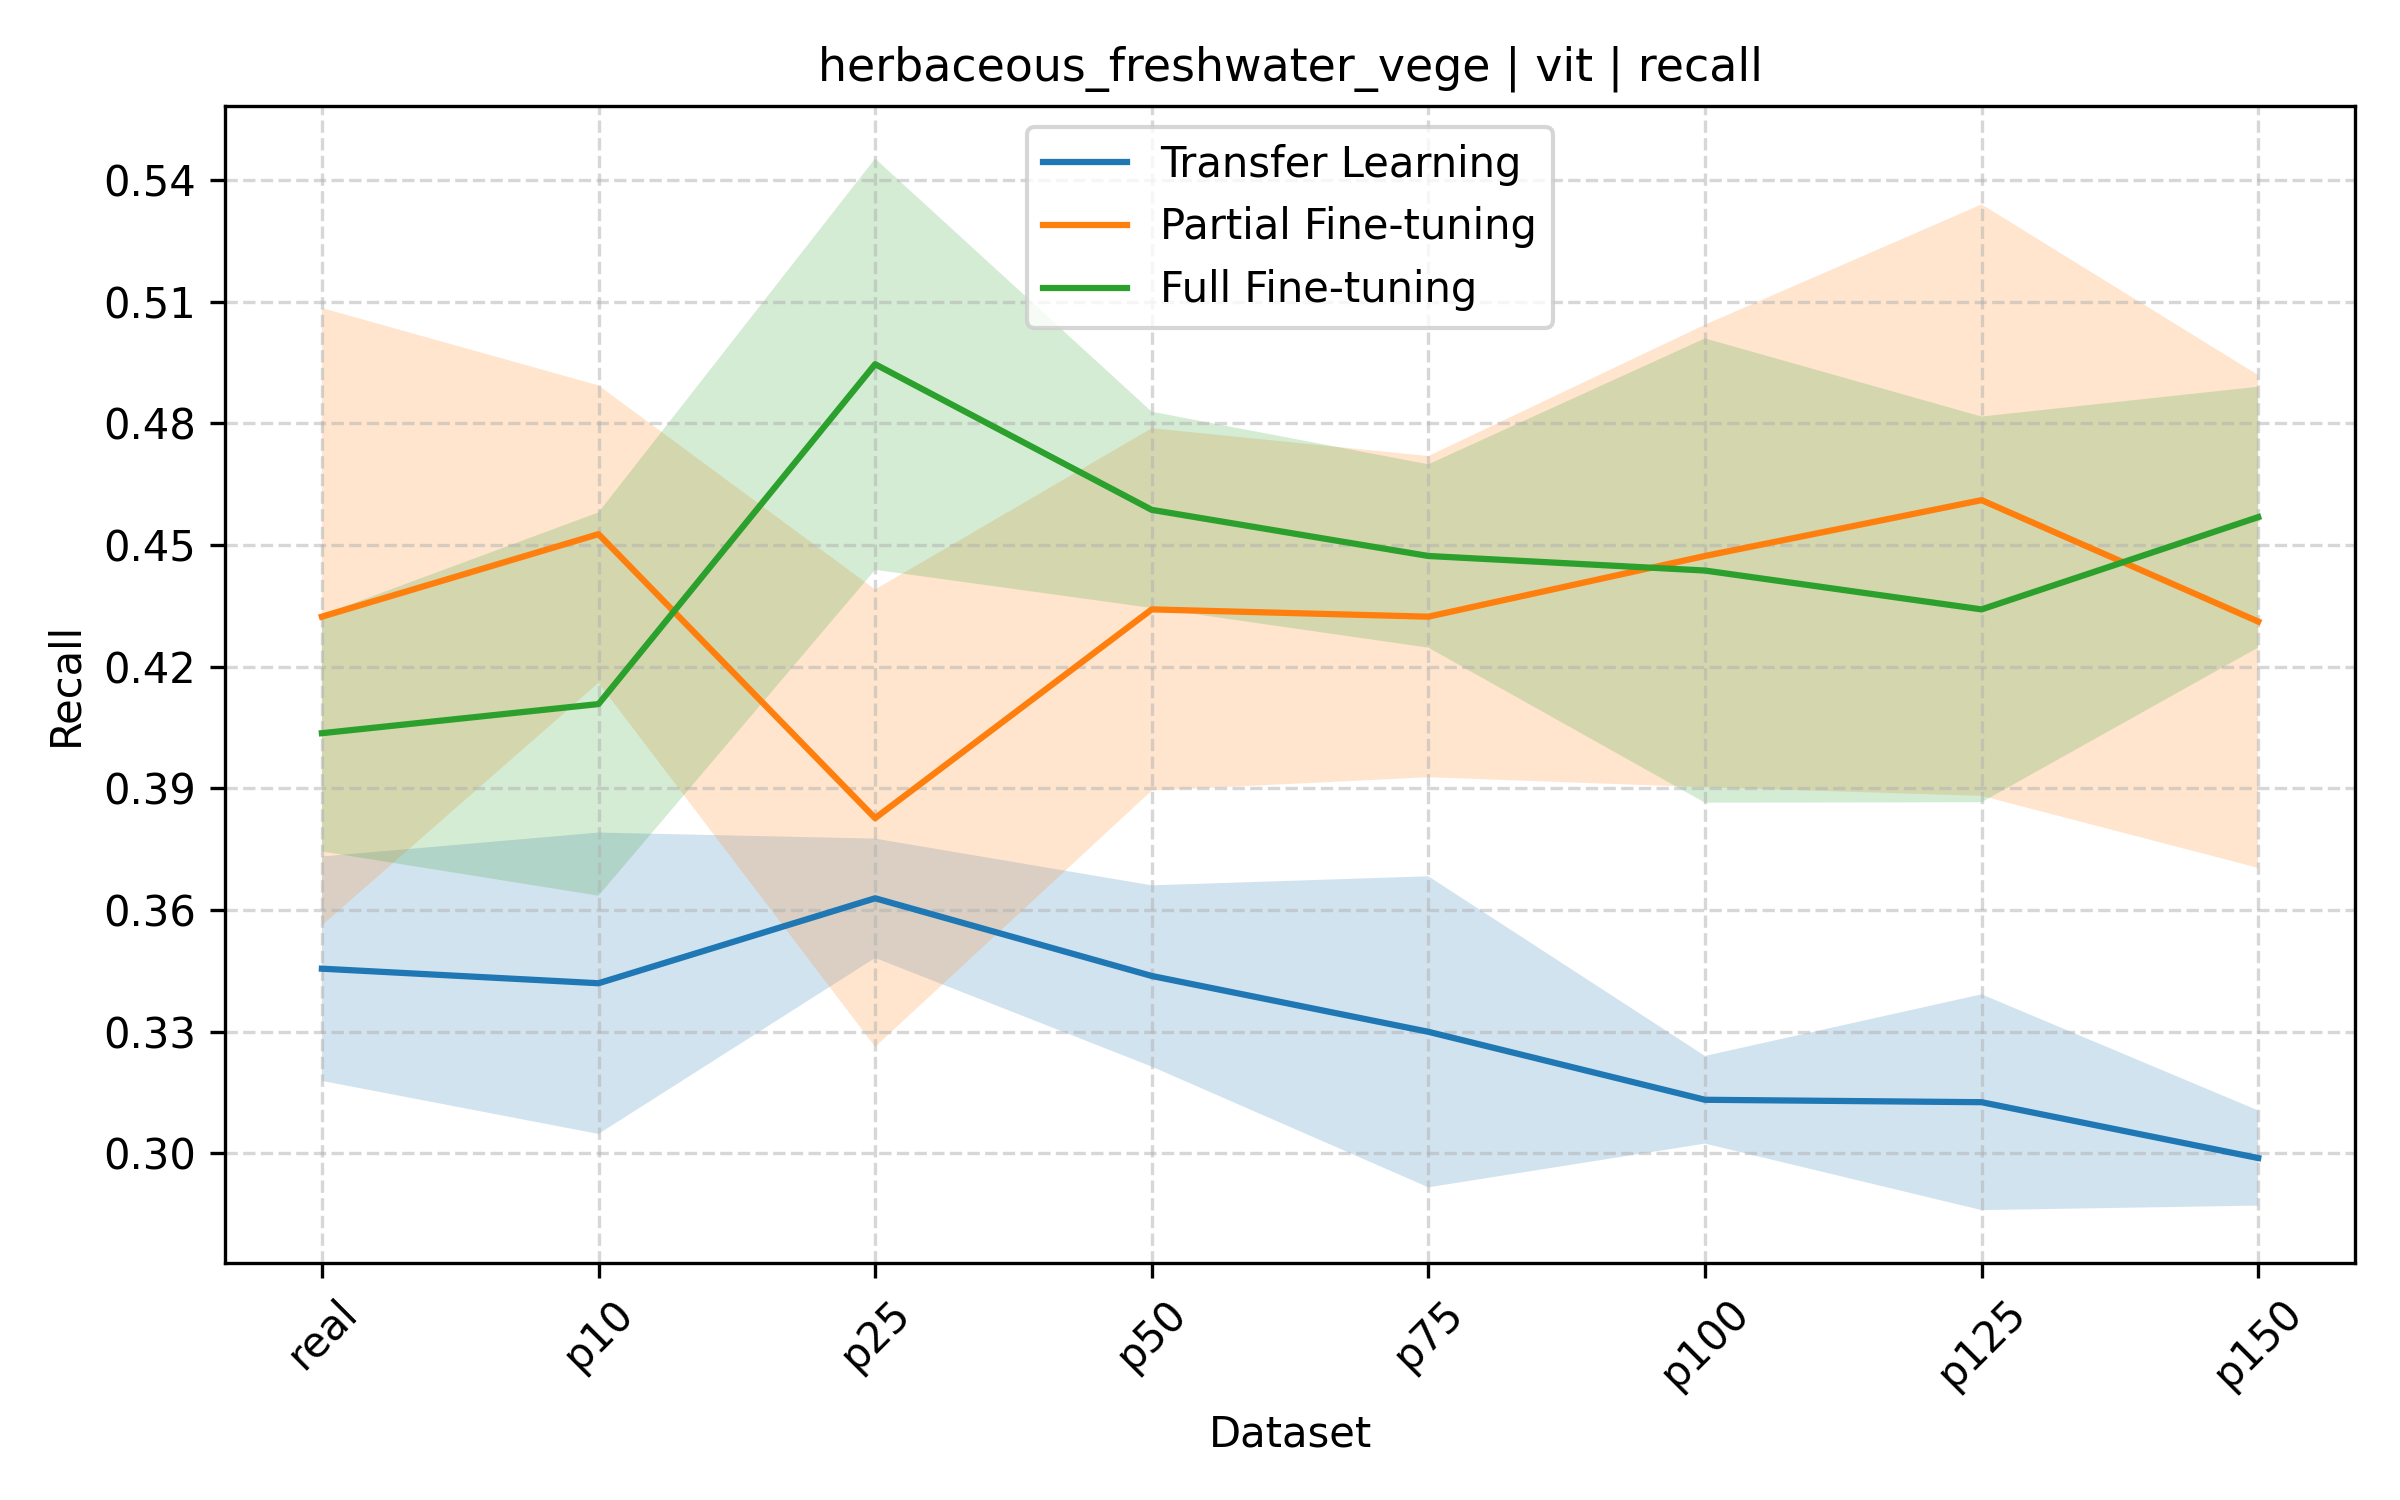 herbaceous_freshwater_vege | vit | recall
Transfer Learning
Partial Fine-tuning
Full Fine-tuning
0.54
0.51
0.48
0.45
0.42
0.39
0.36
0.33
0.30
Recall
real
p10
p25
p50
p75
p100
p125
p150
Dataset